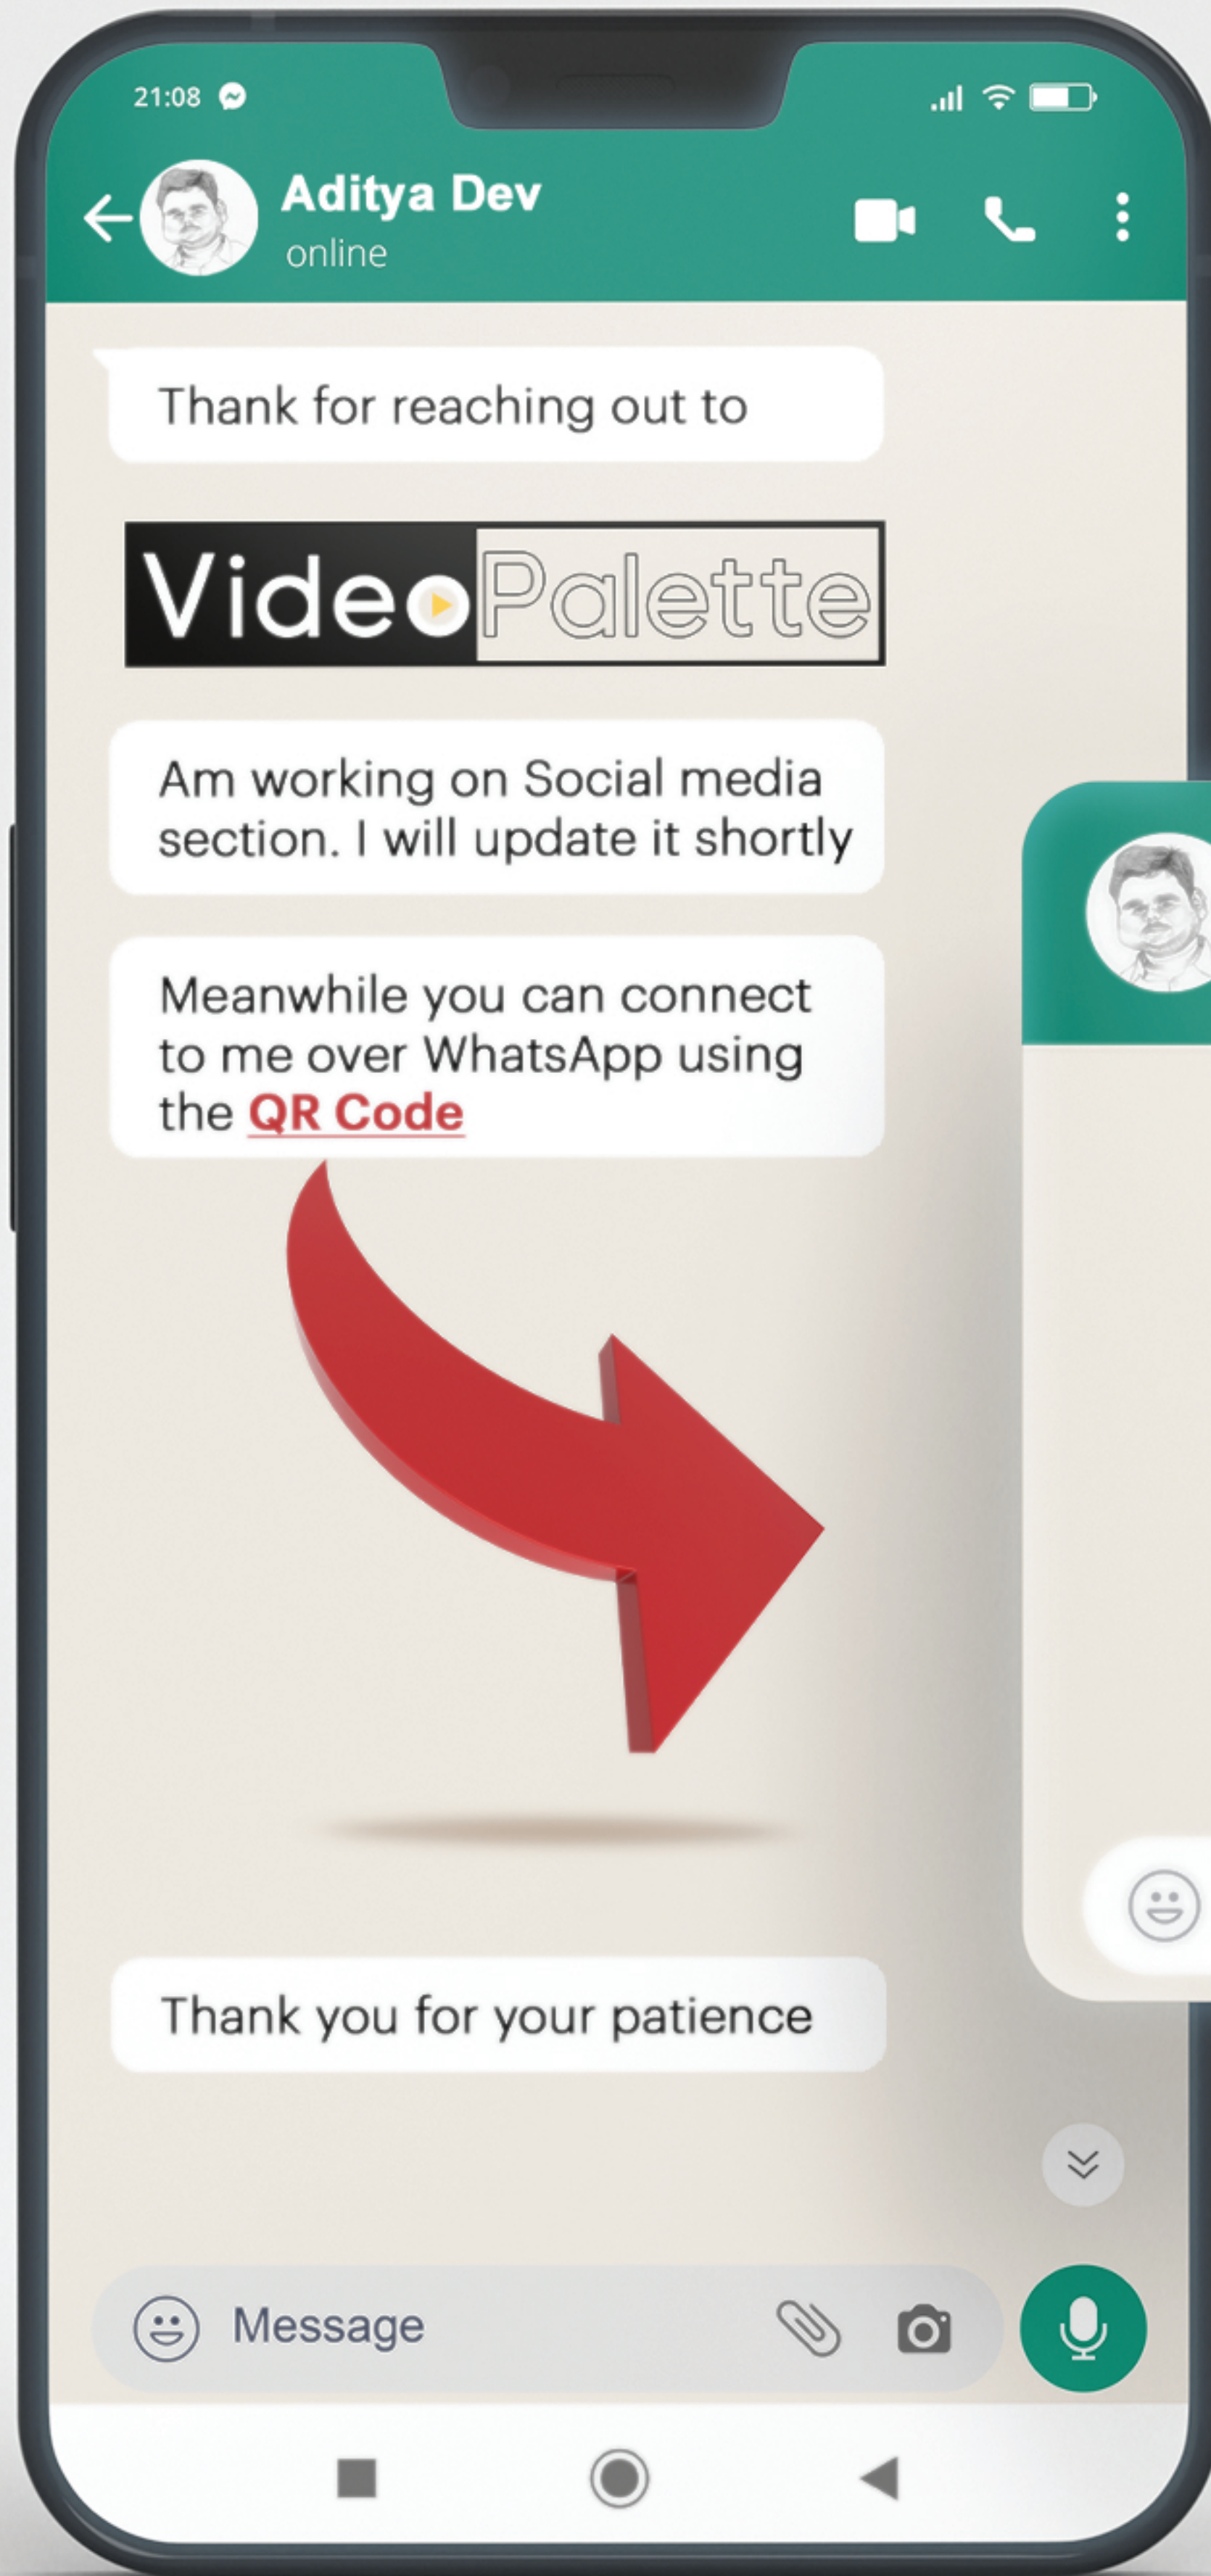 21:08
Aditya Dev
online
Thank for reaching out to
VideoPalette
Am working on Social media
section. I will update it shortly
Meanwhile you can connect
to me over WhatsApp using
the QR Code
Thank you for your patience
Message